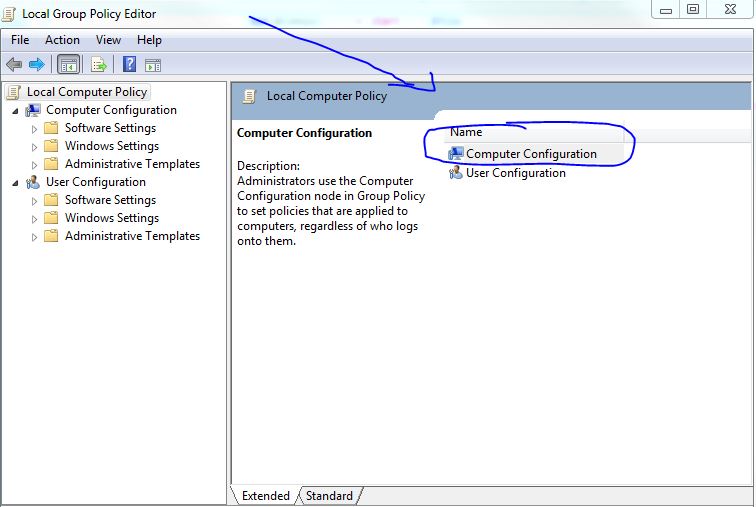 Local Group Policy Editor
File Action View Help
Local Computer Policy
Computer Configuration
Software Settings
Windows Settings
Administrative Templates
User Configuration
Software Settings
Windows Settings
Administrative Templates
Local Computer Policy
Computer Configuration
Description:
Administrators use the Computer
Configuration node in Group Policy
to set policies that are applied to
computers, regardless of who logs
onto them.
Name
Computer Configuration
User Configuration
Extended Standard